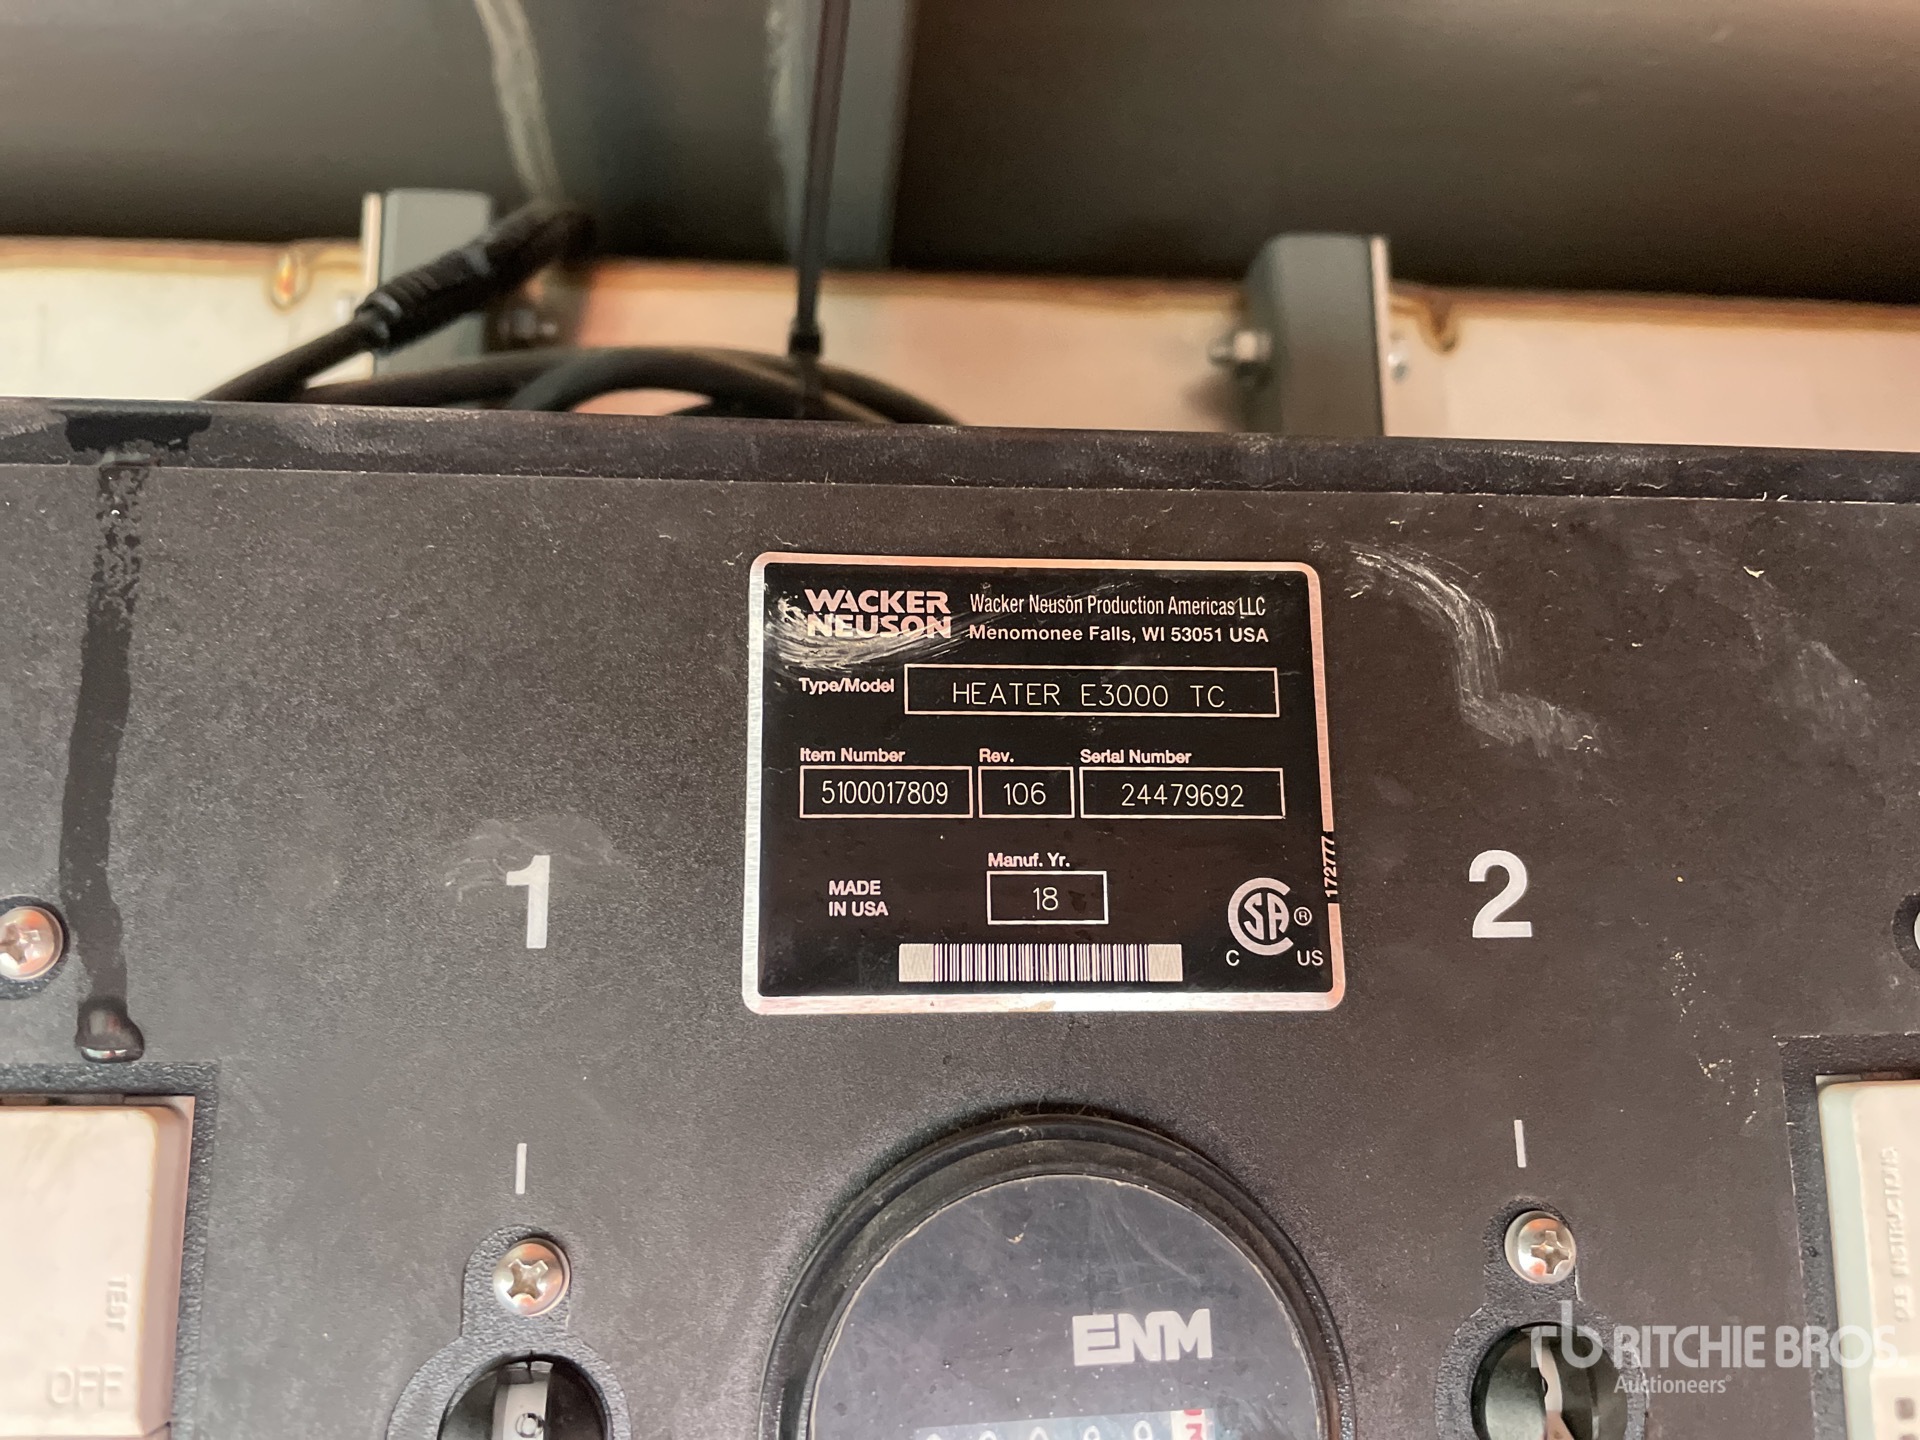 WACKER
NEUSON
Wacker Neuson Production Americas LLC
Menomonee Falls, WI 53051 USA
Type/Model HEATER E3000 TC
Item Number Rev. Serial Number
5100017809 106 24479692
172777
Manuf. Yr.
MADE
IN USA
18
CSA ®
C US
1
2
TEST
OFF
ENM
RITCHIE BROS.
Auctioneers